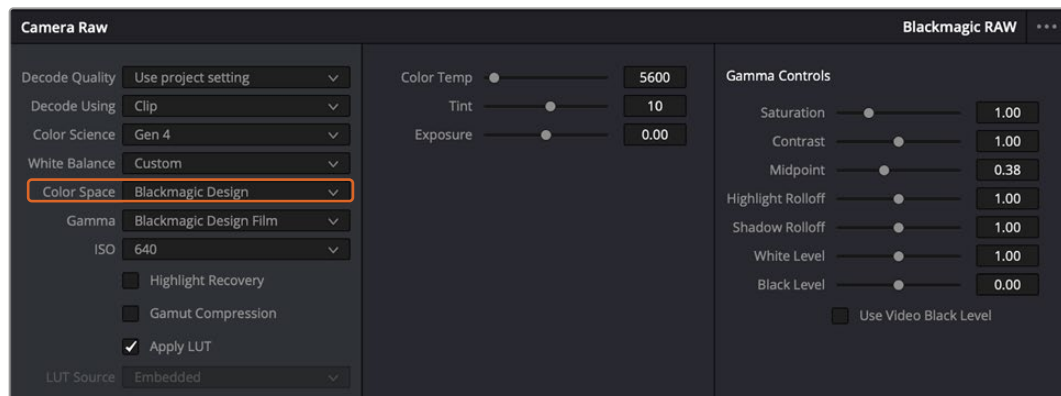 Camera Raw
Blackmagic RAW
Decode Quality Use project setting
Decode Using Clip
Color Science Gen 4
White Balance Custom
Color Space Blackmagic Design
Gamma Blackmagic Design Film
ISO 640
Highlight Recovery
Gamut Compression
Apply LUT
LUT Source Embedded
Color Temp 5600
Tint 10
Exposure 0.00
Gamma Controls
Saturation 1.00
Contrast 1.00
Midpoint 0.38
Highlight Rolloff 1.00
Shadow Rolloff 1.00
White Level 1.00
Black Level 0.00
Use Video Black Level